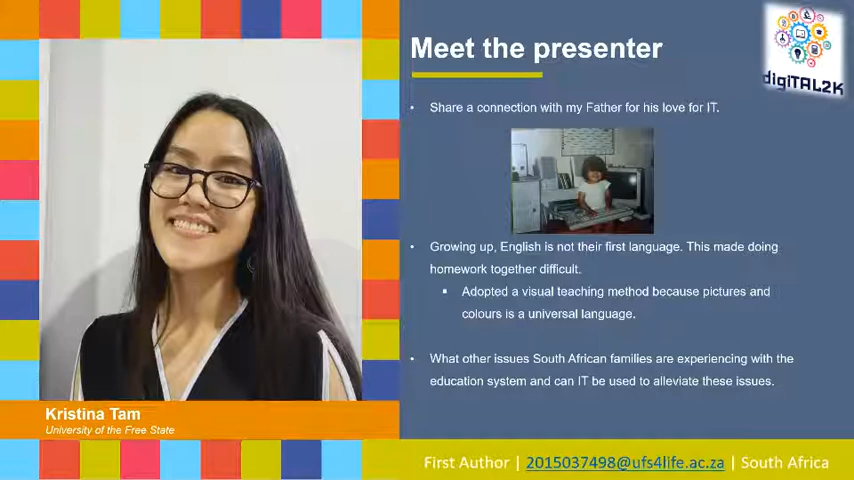 Meet the presenter
digiTAL2K
• Share a connection with my Father for his love for IT.
• Growing up, English is not their first language. This made doing
homework together difficult.
▪ Adopted a visual teaching method because pictures and
colours is a universal language.
• What other issues South African families are experiencing with the
education system and can IT be used to alleviate these issues.
Kristina Tam
University of the Free State
First Author | 2015037498@ufs4life.ac.za | South Africa